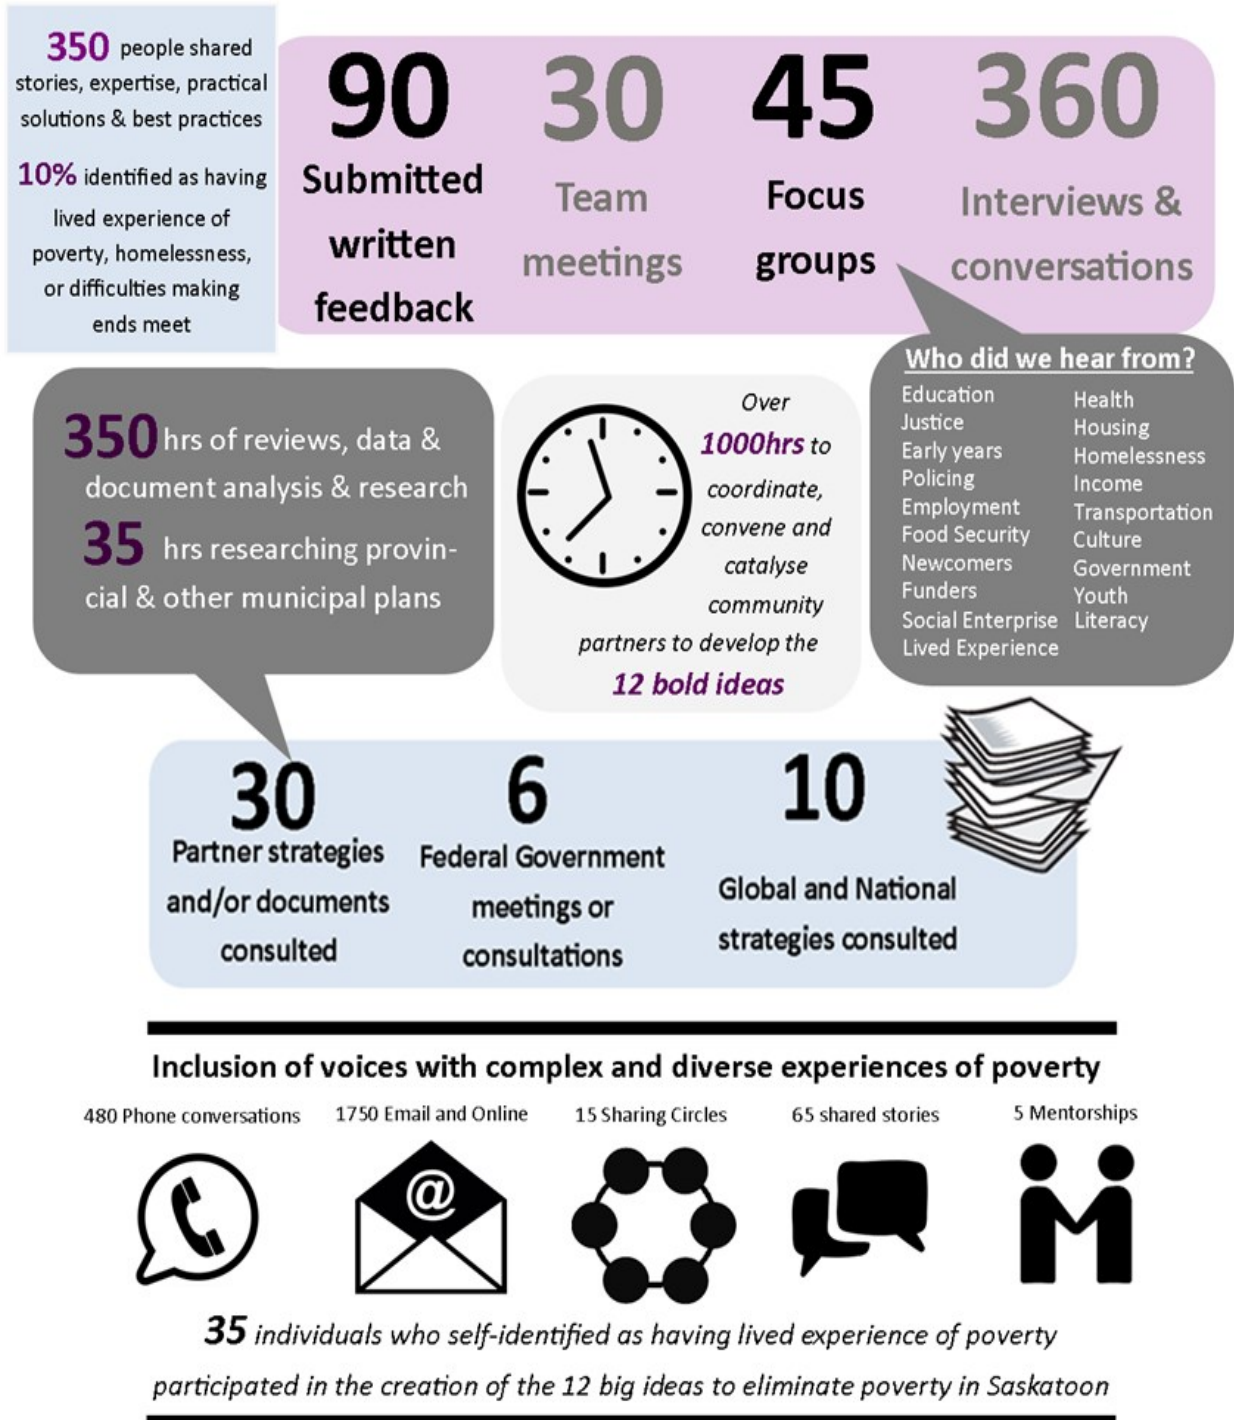 350 people shared
stories, expertise, practical
solutions & best practices
10% identified as having
lived experience of
poverty, homelessness,
or difficulties making
ends meet
90
Submitted
written
feedback
30
Team
meetings
45
Focus
groups
360
Interviews &
conversations
350 hrs of reviews, data &
document analysis & research
35 hrs researching provin-
cial & other municipal plans
Over
1000hrs to
coordinate,
convene and
catalyse
community
partners to develop the
12 bold ideas
Who did we hear from?
Education
Justice
Early years
Policing
Employment
Food Security
Newcomers
Funders
Social Enterprise
Lived Experience
Health
Housing
Homelessness
Income
Transportation
Culture
Government
Youth
Literacy
30
Partner strategies
and/or documents
consulted
6
Federal Government
meetings or
consultations
10
Global and National
strategies consulted
Inclusion of voices with complex and diverse experiences of poverty
480 Phone conversations
1750 Email and Online
@
15 Sharing Circles
65 shared stories
5 Mentorships
35 individuals who self-identified as having lived experience of poverty
participated in the creation of the 12 big ideas to eliminate poverty in Saskatoon